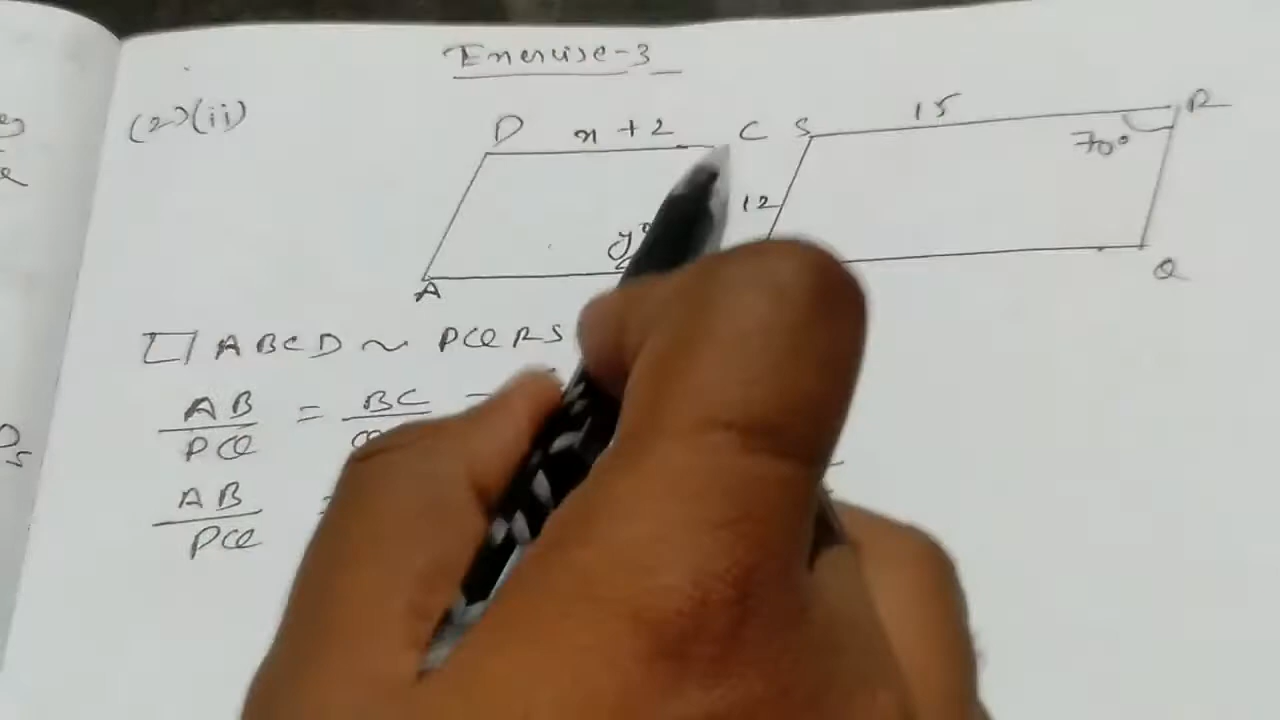 Exercise-3
(2)(ii)
D x + 2 C S 15 R
70°
12
y°
A Q
□ ABCD ~ PQRS
AB/PQ = BC/
AB/PQ